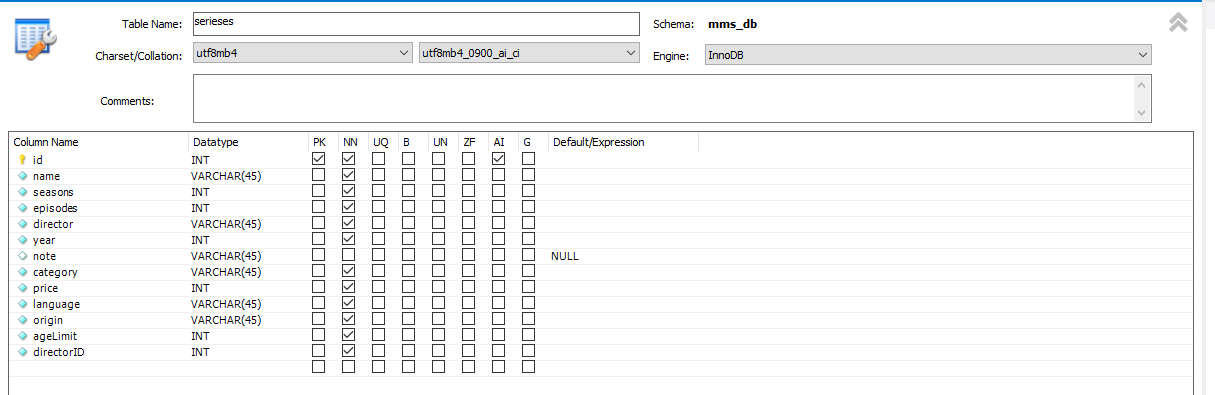 Table Name: serieses Schema: mms_db
Charset/Collation: utf8mb4 utf8mb4_0900_ai_ci Engine: InnoDB
Comments:
Column Name Datatype PK NN UQ B UN ZF AI G Default/Expression
id INT
name VARCHAR(45)
seasons INT
episodes INT
director VARCHAR(45)
year INT
note VARCHAR(45) NULL
category VARCHAR(45)
price INT
language VARCHAR(45)
origin VARCHAR(45)
ageLimit INT
directorID INT